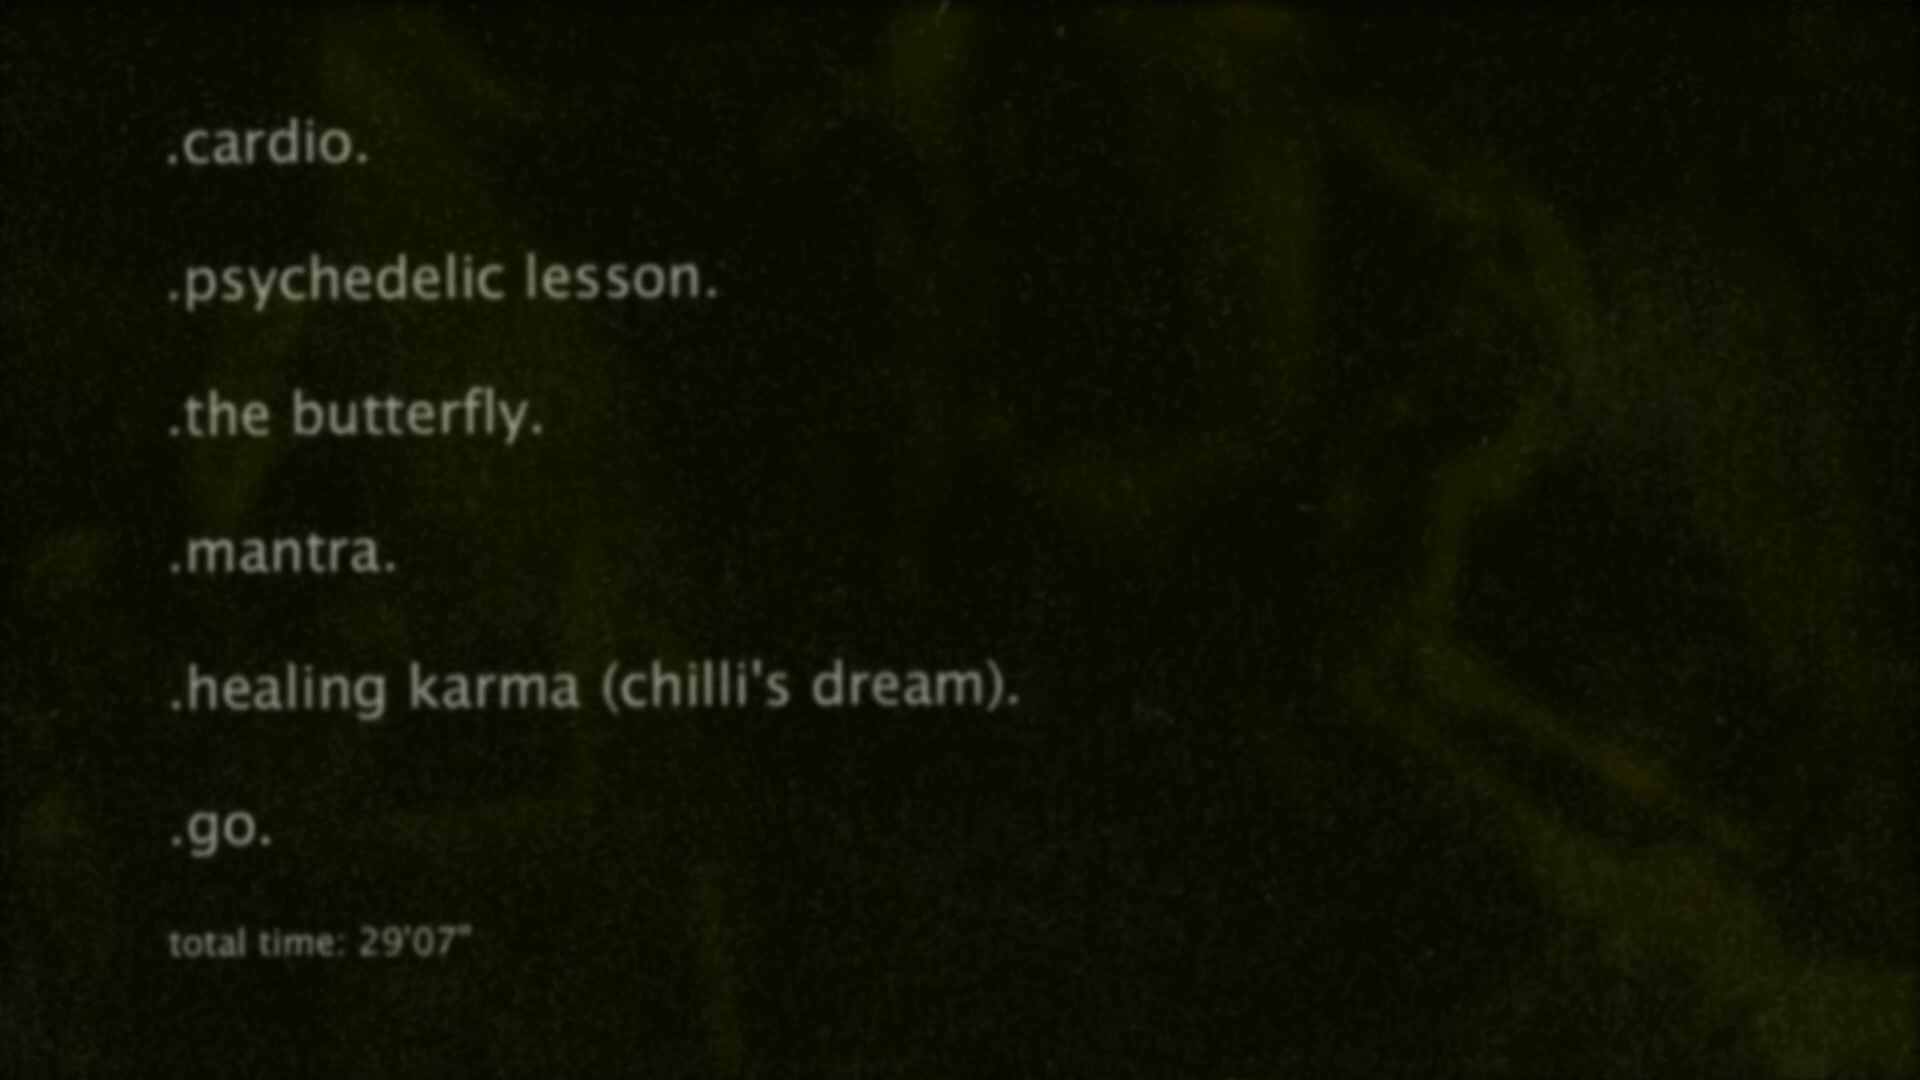 .cardio.
.psychedelic lesson.
.the butterfly.
.mantra.
.healing karma (chilli's dream).
.go.
total time: 29'07"